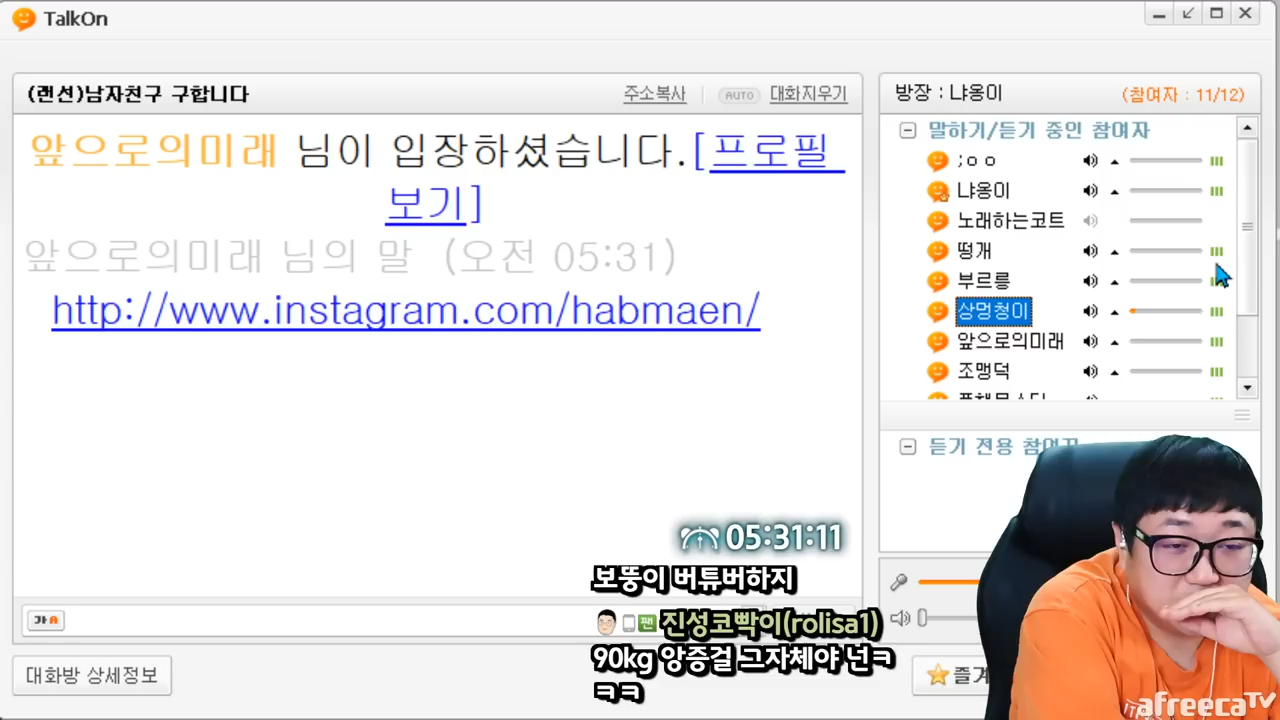 TalkOn
(랜선)남자친구 구합니다
주소복사
AUTO
대화지우기
앞으로의미래 님이 입장하셨습니다.[프로필
보기]
앞으로의미래 님의 말 (오전 05:31)
http://www.instagram.com/habmaen/
방장 : 냐옹이
(참여자 : 11/12)
말하기/듣기 중인 참여자
;ㅇㅇ
냐옹이
노래하는코트
떵개
부르릉
상멍청이
앞으로의미래
조맹덕
듣기 전용 참여자
05:31:11
보뚱이 버튜버하지
팬 진성코빡이(rolisa1)
90kg 앙증걸 그자체야 넌ㅋ
ㅋㅋ
가A
대화방 상세정보
즐겨
afreecaTV